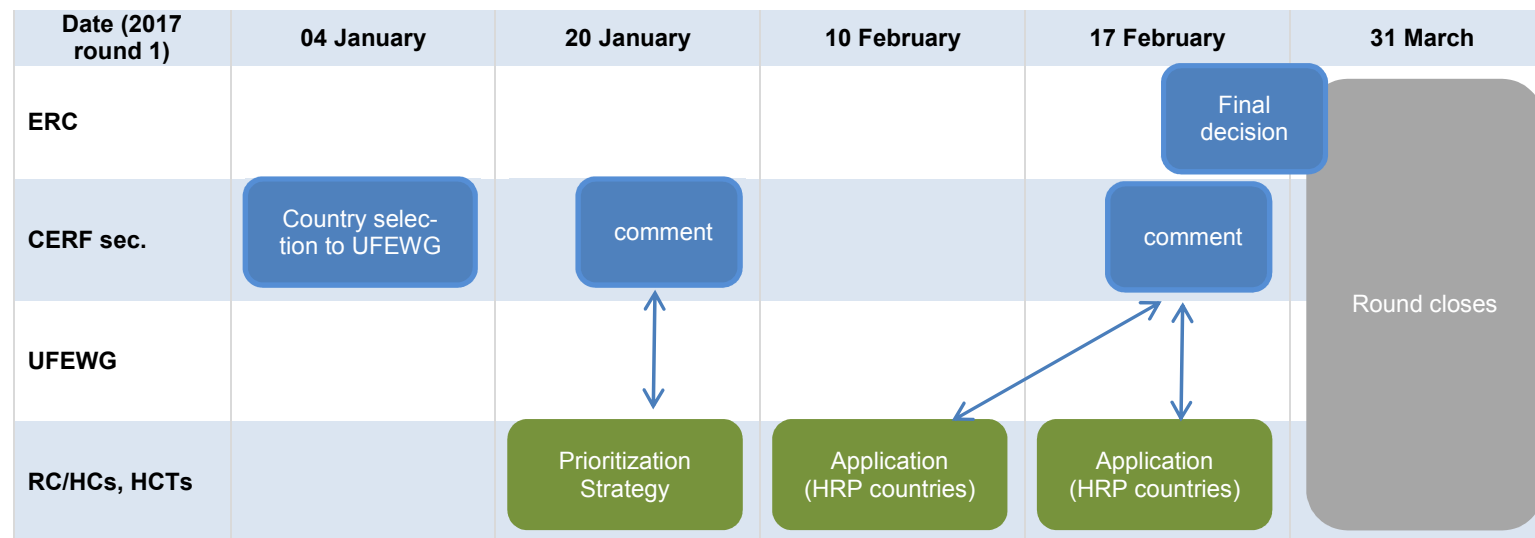 Date (2017
round 1)
04 January
20 January
10 February
17 February
31 March
ERC
Final
decision
CERF sec.
Country selec-
tion to UFEWG
comment
comment
Round closes
UFEWG
RC/HCs, HCTs
Prioritization
Strategy
Application
(HRP countries)
Application
(HRP countries)